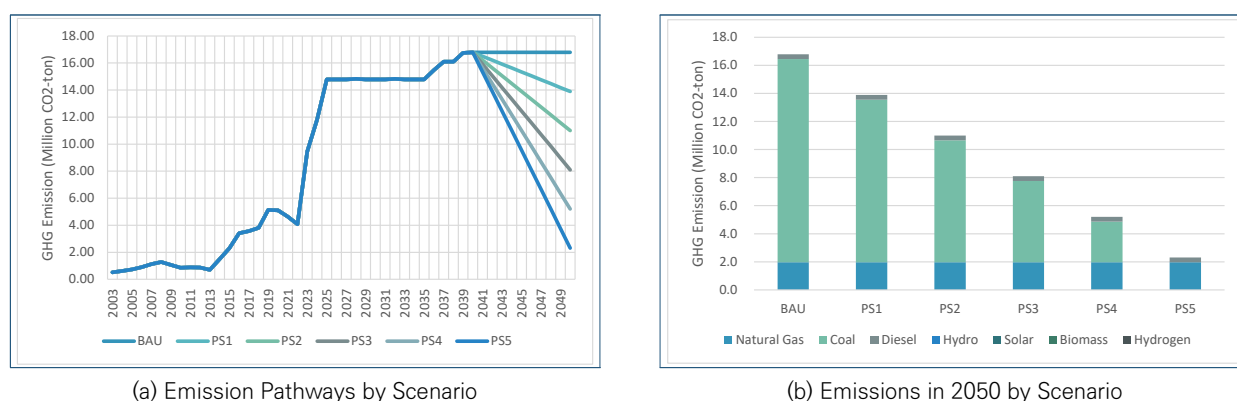 18.00
16.00
14.00
12.00
10.00
8.00
6.00
4.00
2.00
0.00
GHG Emission (Million CO2-ton)
2003 2005 2007 2009 2011 2013 2015 2017 2019 2021 2023 2025 2027 2029 2031 2033 2035 2037 2039 2041 2043 2045 2047 2049
BAU PS1 PS2 PS3 PS4 PS5
(a) Emission Pathways by Scenario
18.0
16.0
14.0
12.0
10.0
8.0
6.0
4.0
2.0
0.0
GHG Emission (Million CO2-ton)
BAU PS1 PS2 PS3 PS4 PS5
Natural Gas Coal Diesel Hydro Solar Biomass Hydrogen
(b) Emissions in 2050 by Scenario